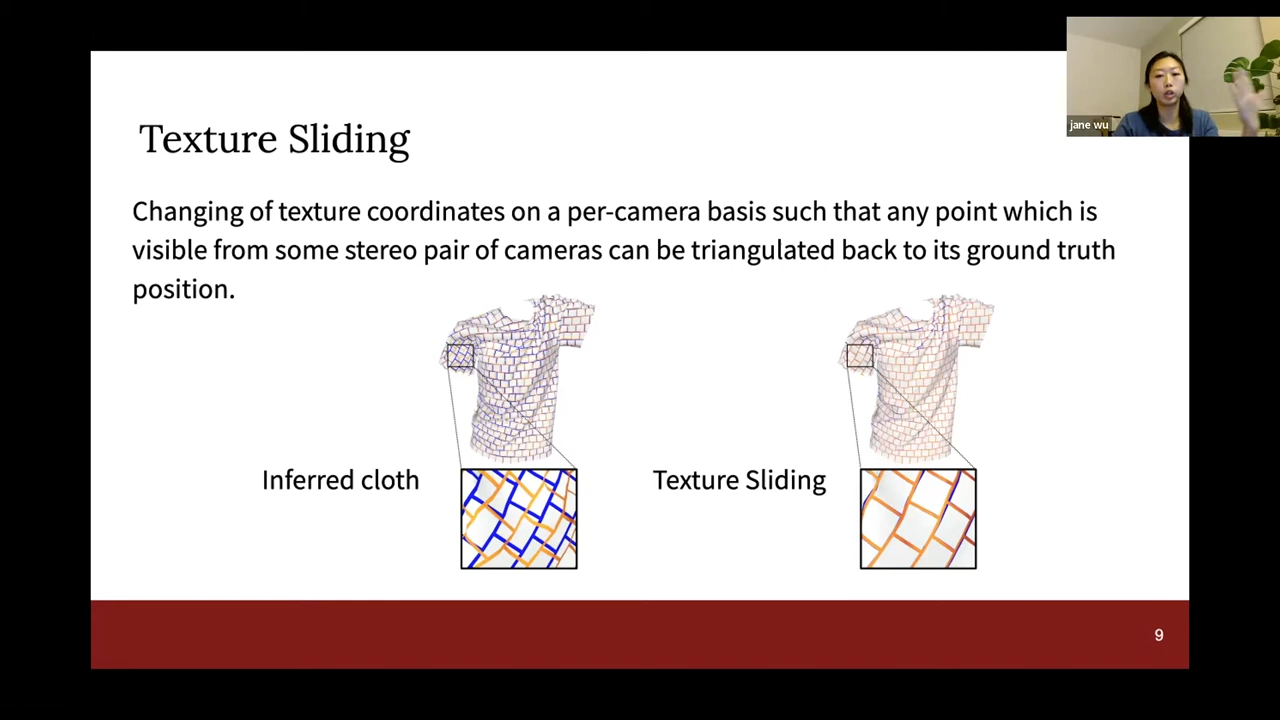 jane wu
Texture Sliding
Changing of texture coordinates on a per-camera basis such that any point which is
visible from some stereo pair of cameras can be triangulated back to its ground truth
position.
Inferred cloth
Texture Sliding
9